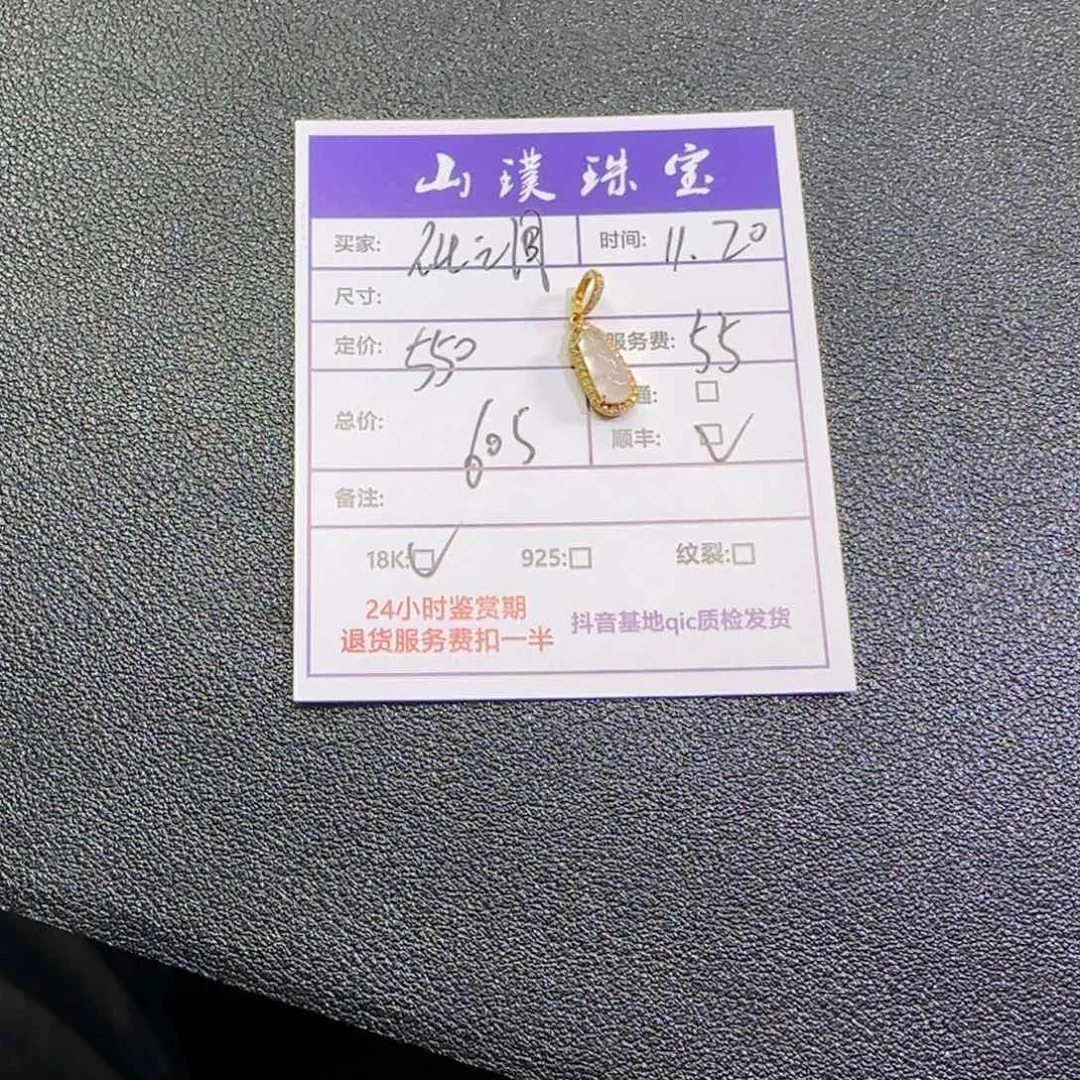 山璞珠宝
买家: 时间: 11.20
尺寸:
定价: 550 服务费: 55
通: □
总价: 605
顺丰: ☑
备注:
18K:☑ 925:□ 纹裂:□
24小时鉴赏期
退货服务费扣一半 抖音基地qic质检发货